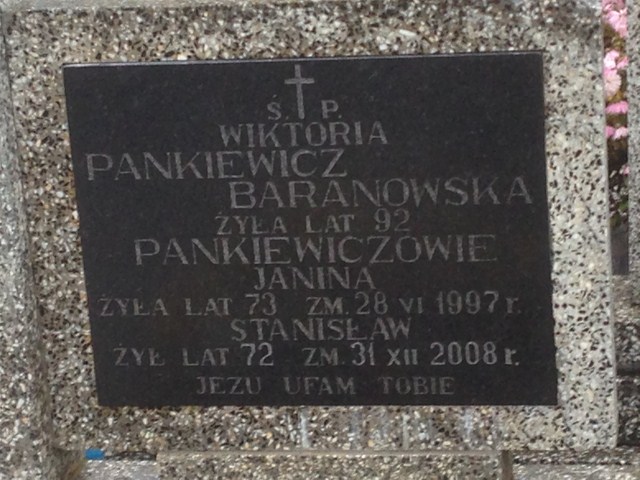 Ś. P.
WIKTORIA
PANKIEWICZ
BARANOWSKA
ŻYŁA LAT 92
PANKIEWICZOWIE
JANINA
ŻYŁA LAT 73 ZM. 28 VI 1997 r.
STANISŁAW
ŻYŁ LAT 72 ZM. 31 XII 2008 r.
JEZU UFAM TOBIE